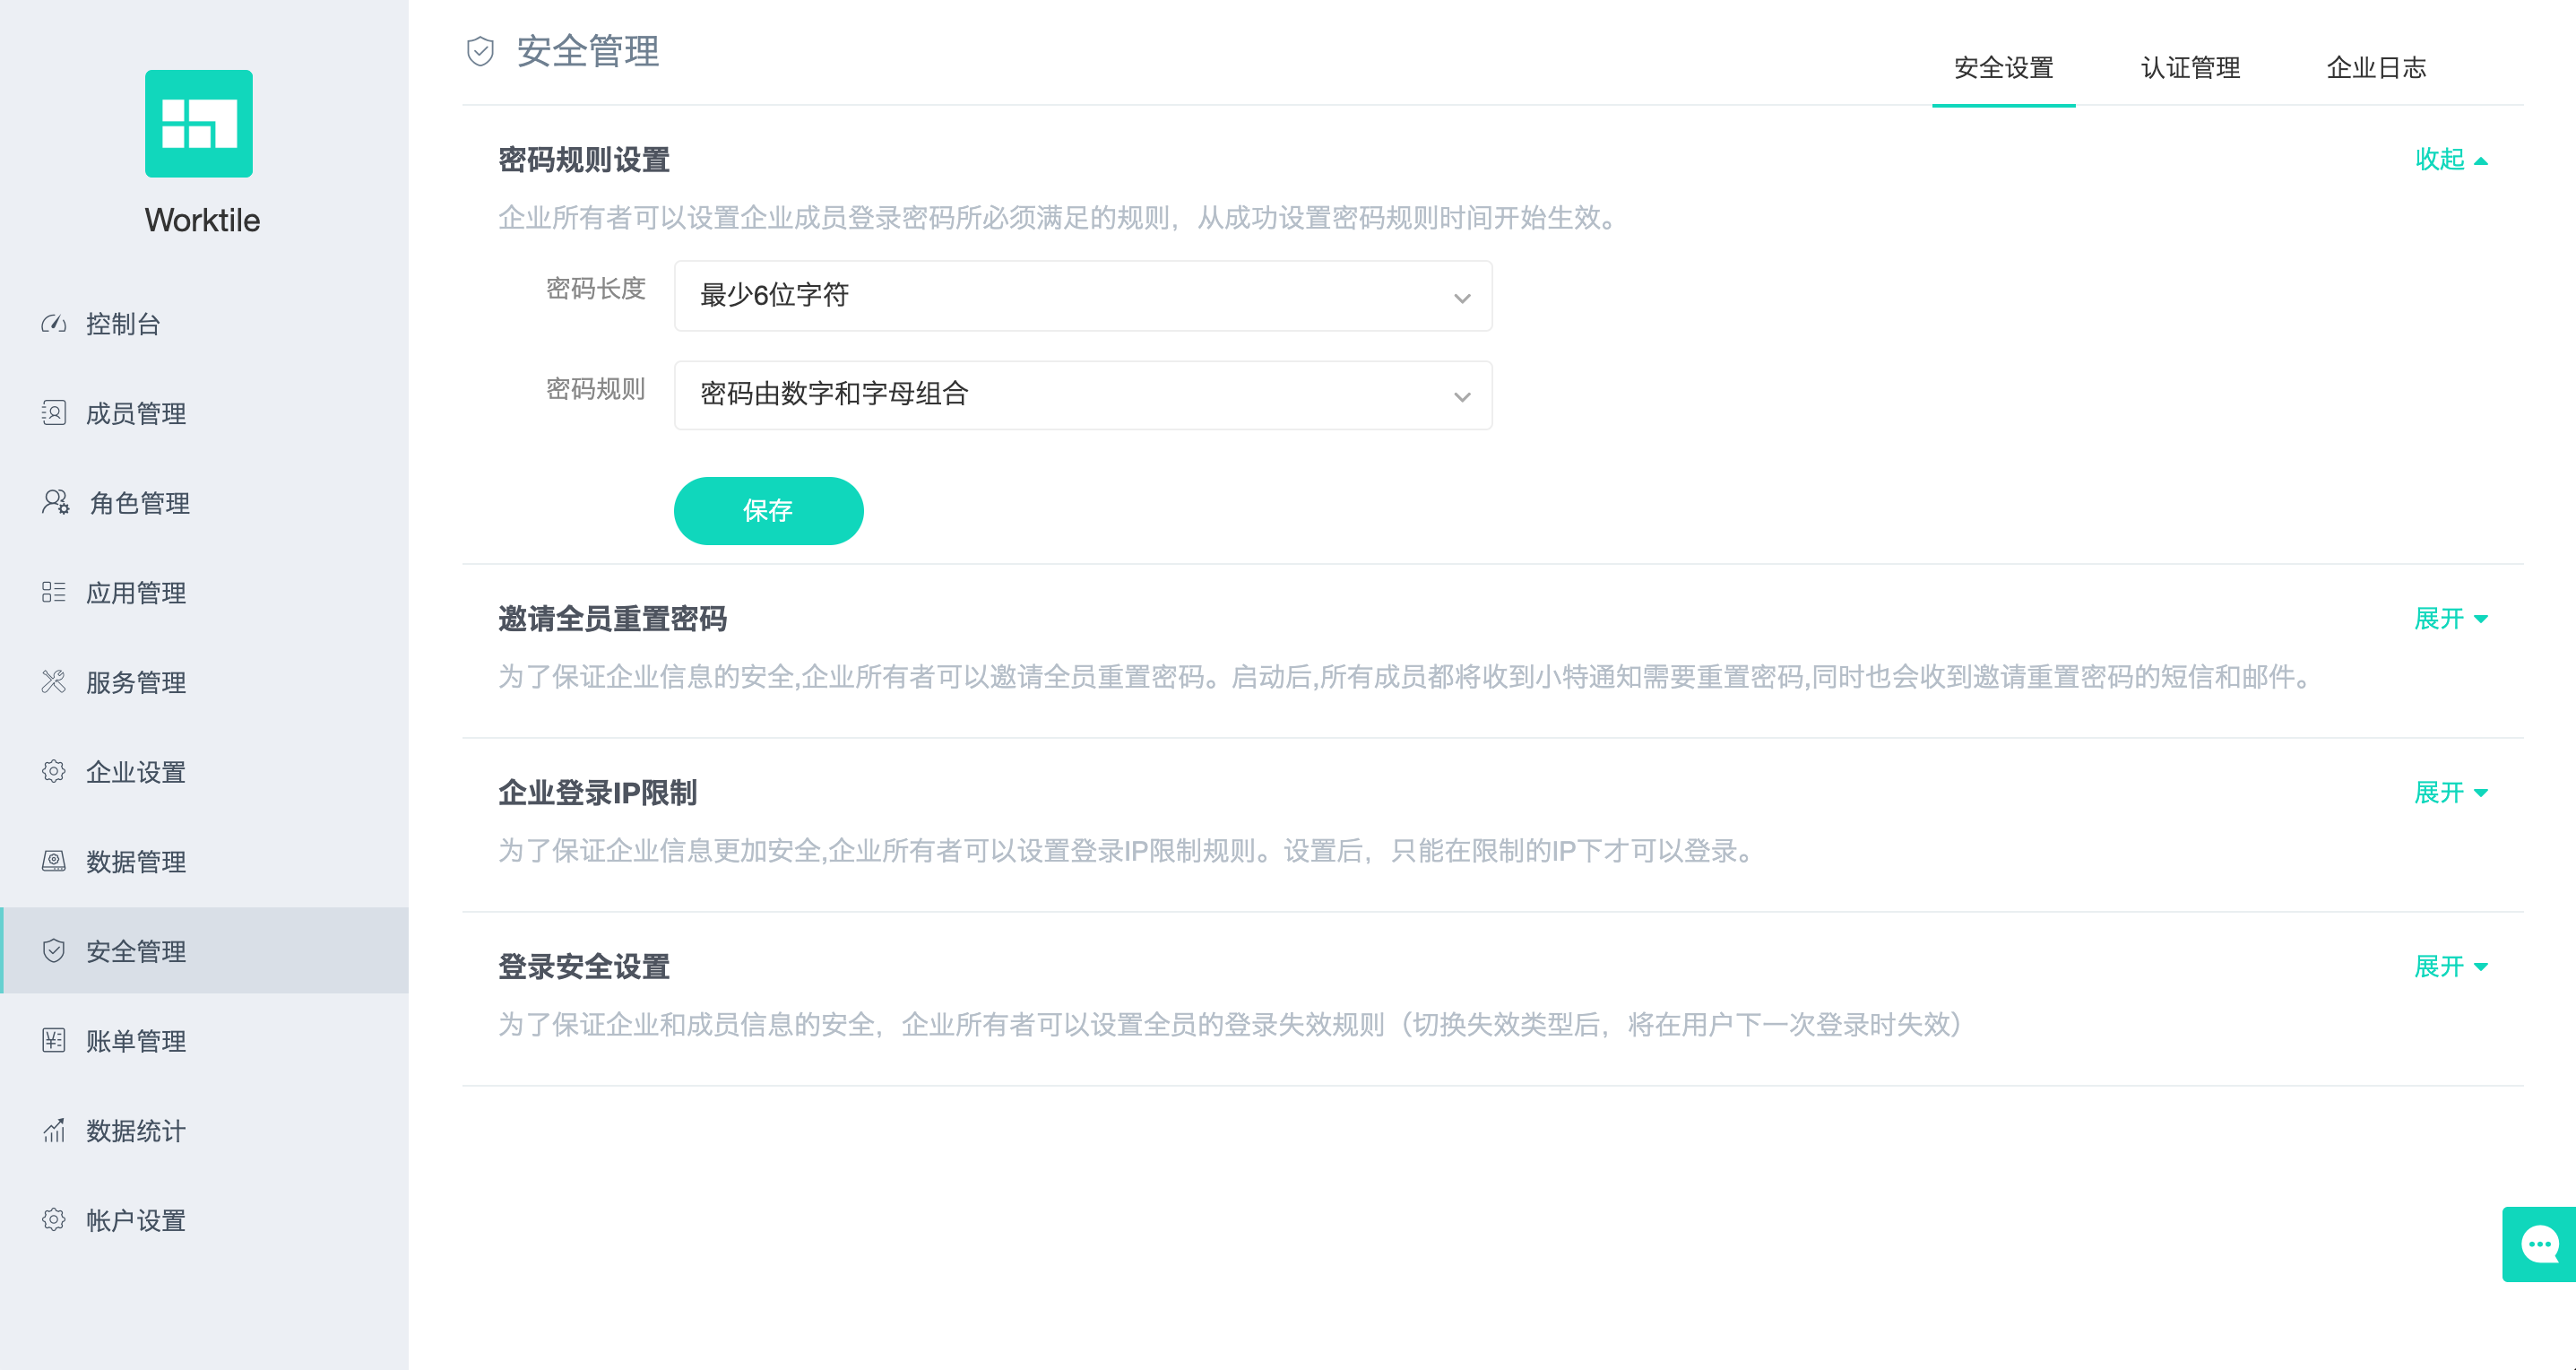 Worktile
控制台
成员管理
角色管理
应用管理
服务管理
企业设置
数据管理
安全管理
账单管理
数据统计
帐户设置
安全管理
安全设置
认证管理
企业日志
密码规则设置
收起
企业所有者可以设置企业成员登录密码所必须满足的规则，从成功设置密码规则时间开始生效。
密码长度
最少6位字符
密码规则
密码由数字和字母组合
保存
邀请全员重置密码
展开
为了保证企业信息的安全,企业所有者可以邀请全员重置密码。启动后,所有成员都将收到小特通知需要重置密码,同时也会收到邀请重置密码的短信和邮件。
企业登录IP限制
展开
为了保证企业信息更加安全,企业所有者可以设置登录IP限制规则。设置后，只能在限制的IP下才可以登录。
登录安全设置
展开
为了保证企业和成员信息的安全，企业所有者可以设置全员的登录失效规则（切换失效类型后，将在用户下一次登录时失效）